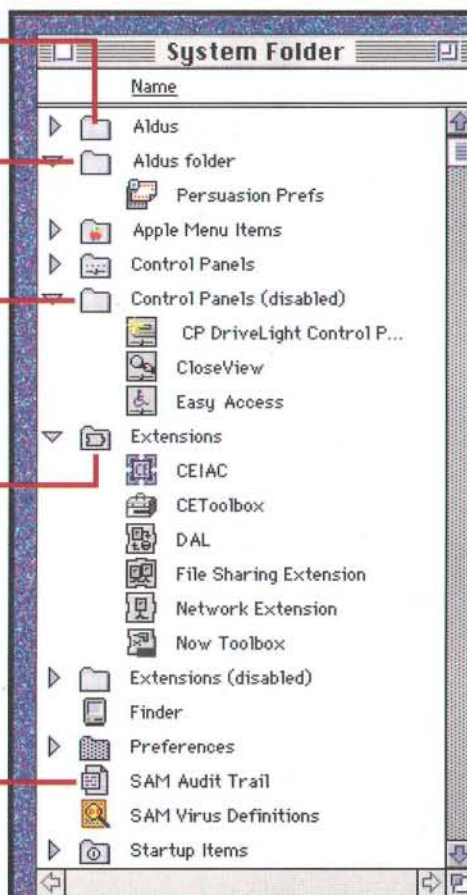 System Folder
Name
Aldus
Aldus folder
Persuasion Prefs
Apple Menu Items
Control Panels
Control Panels (disabled)
CP DriveLight Control P...
CloseView
Easy Access
Extensions
CEIAC
CEToolbox
DAL
File Sharing Extension
Network Extension
Now Toolbox
Extensions (disabled)
Finder
Preferences
SAM Audit Trail
SAM Virus Definitions
Startup Items